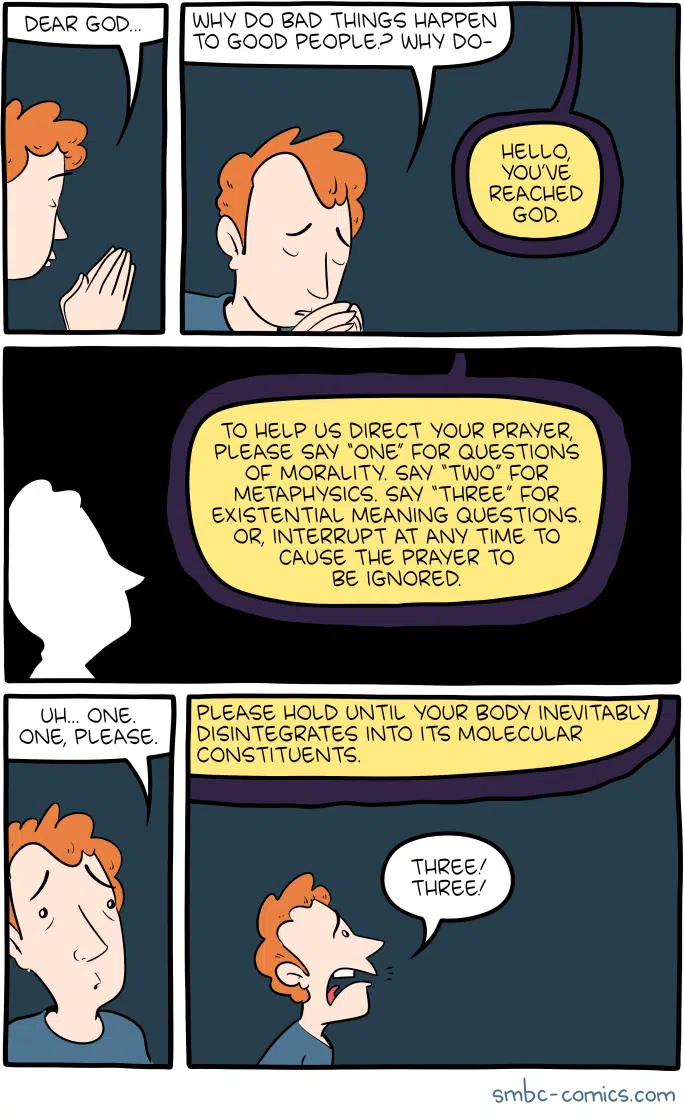 DEAR GOD...
WHY DO BAD THINGS HAPPEN
TO GOOD PEOPLE? WHY DO-
HELLO,
YOU'VE
REACHED
GOD.
TO HELP US DIRECT YOUR PRAYER,
PLEASE SAY "ONE" FOR QUESTIONS
OF MORALITY. SAY "TWO" FOR
METAPHYSICS. SAY "THREE" FOR
EXISTENTIAL MEANING QUESTIONS.
OR, INTERRUPT AT ANY TIME TO
CAUSE THE PRAYER TO
BE IGNORED.
UH... ONE.
ONE, PLEASE.
PLEASE HOLD UNTIL YOUR BODY INEVITABLY
DISINTEGRATES INTO ITS MOLECULAR
CONSTITUENTS.
THREE!
THREE!
smbc-comics.com